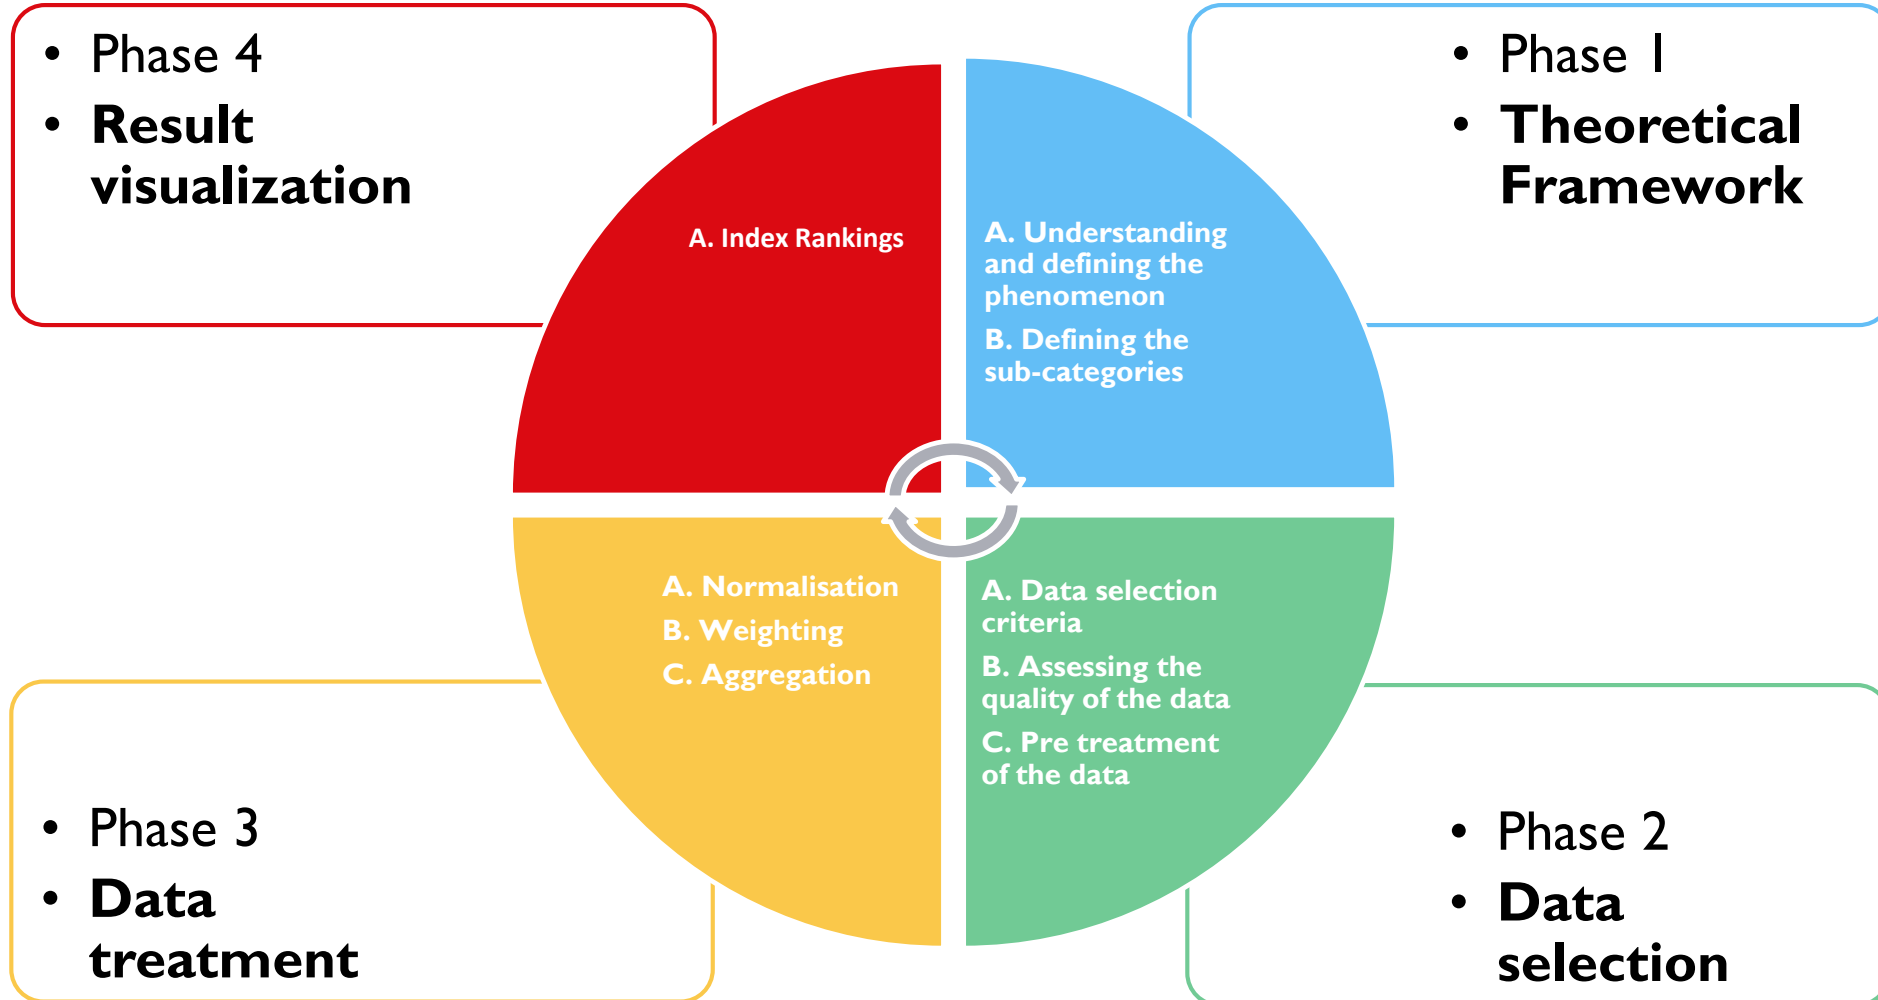 • Phase 4
• Result
visualization
• Phase 1
• Theoretical
Framework
A. Index Rankings
A. Understanding
and defining the
phenomenon
B. Defining the
sub-categories
A. Normalisation
B. Weighting
C. Aggregation
A. Data selection
criteria
B. Assessing the
quality of the data
C. Pre treatment
of the data
• Phase 3
• Data
treatment
• Phase 2
• Data
selection